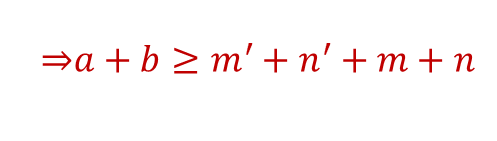 ⇒a + b ≥ m′ + n′ + m + n